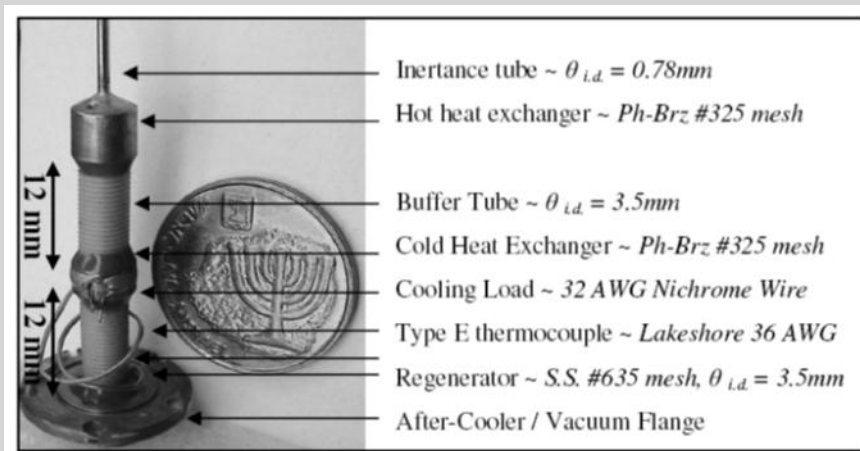 Inertance tube ~ θ i.d. = 0.78mm
Hot heat exchanger ~ Ph-Brz #325 mesh
12 mm
Buffer Tube ~ θ i.d. = 3.5mm
Cold Heat Exchanger ~ Ph-Brz #325 mesh
Cooling Load ~ 32 AWG Nichrome Wire
12 mm
Type E thermocouple ~ Lakeshore 36 AWG
Regenerator ~ S.S. #635 mesh, θ i.d. = 3.5mm
After-Cooler / Vacuum Flange